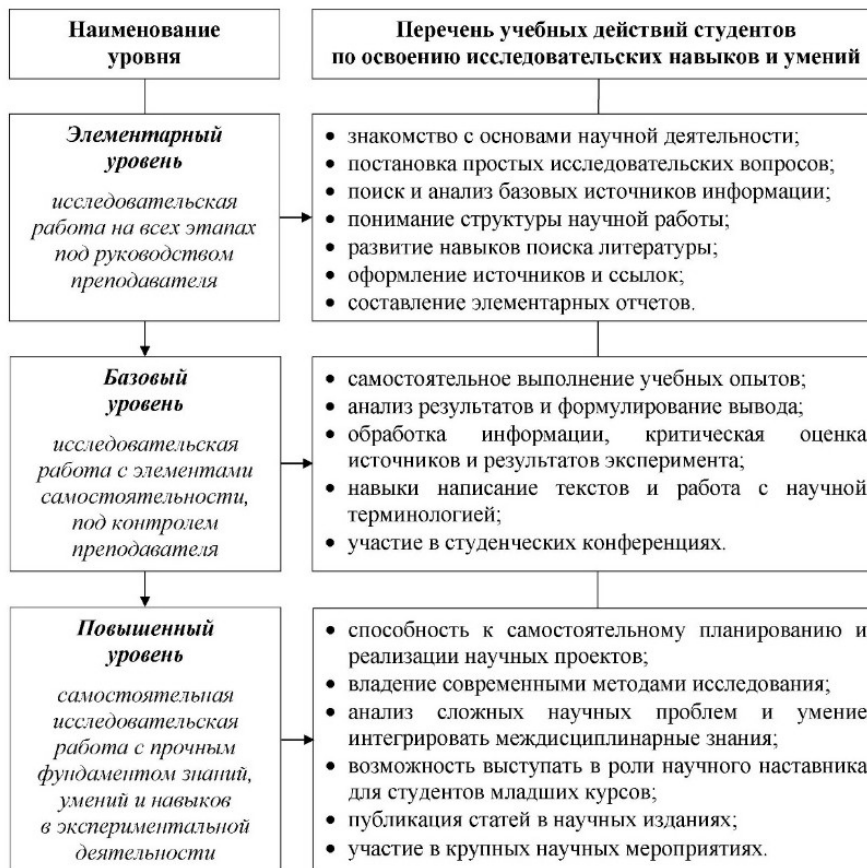 Наименование
уровня
Перечень учебных действий студентов
по освоению исследовательских навыков и умений
Элементарный
уровень
исследовательская
работа на всех этапах
под руководством
преподавателя
• знакомство с основами научной деятельности;
• постановка простых исследовательских вопросов;
• поиск и анализ базовых источников информации;
• понимание структуры научной работы;
• развитие навыков поиска литературы;
• оформление источников и ссылок;
• составление элементарных отчетов.
Базовый
уровень
исследовательская
работа с элементами
самостоятельности,
под контролем
преподавателя
• самостоятельное выполнение учебных опытов;
• анализ результатов и формулирование вывода;
• обработка информации, критическая оценка
источников и результатов эксперимента;
• навыки написание текстов и работа с научной
терминологией;
• участие в студенческих конференциях.
Повышенный
уровень
самостоятельная
исследовательская
работа с прочным
фундаментом знаний,
умений и навыков
в экспериментальной
деятельности
• способность к самостоятельному планированию и
реализации научных проектов;
• владение современными методами исследования;
• анализ сложных научных проблем и умение
интегрировать междисциплинарные знания;
• возможность выступать в роли научного наставника
для студентов младших курсов;
• публикация статей в научных изданиях;
• участие в крупных научных мероприятиях.